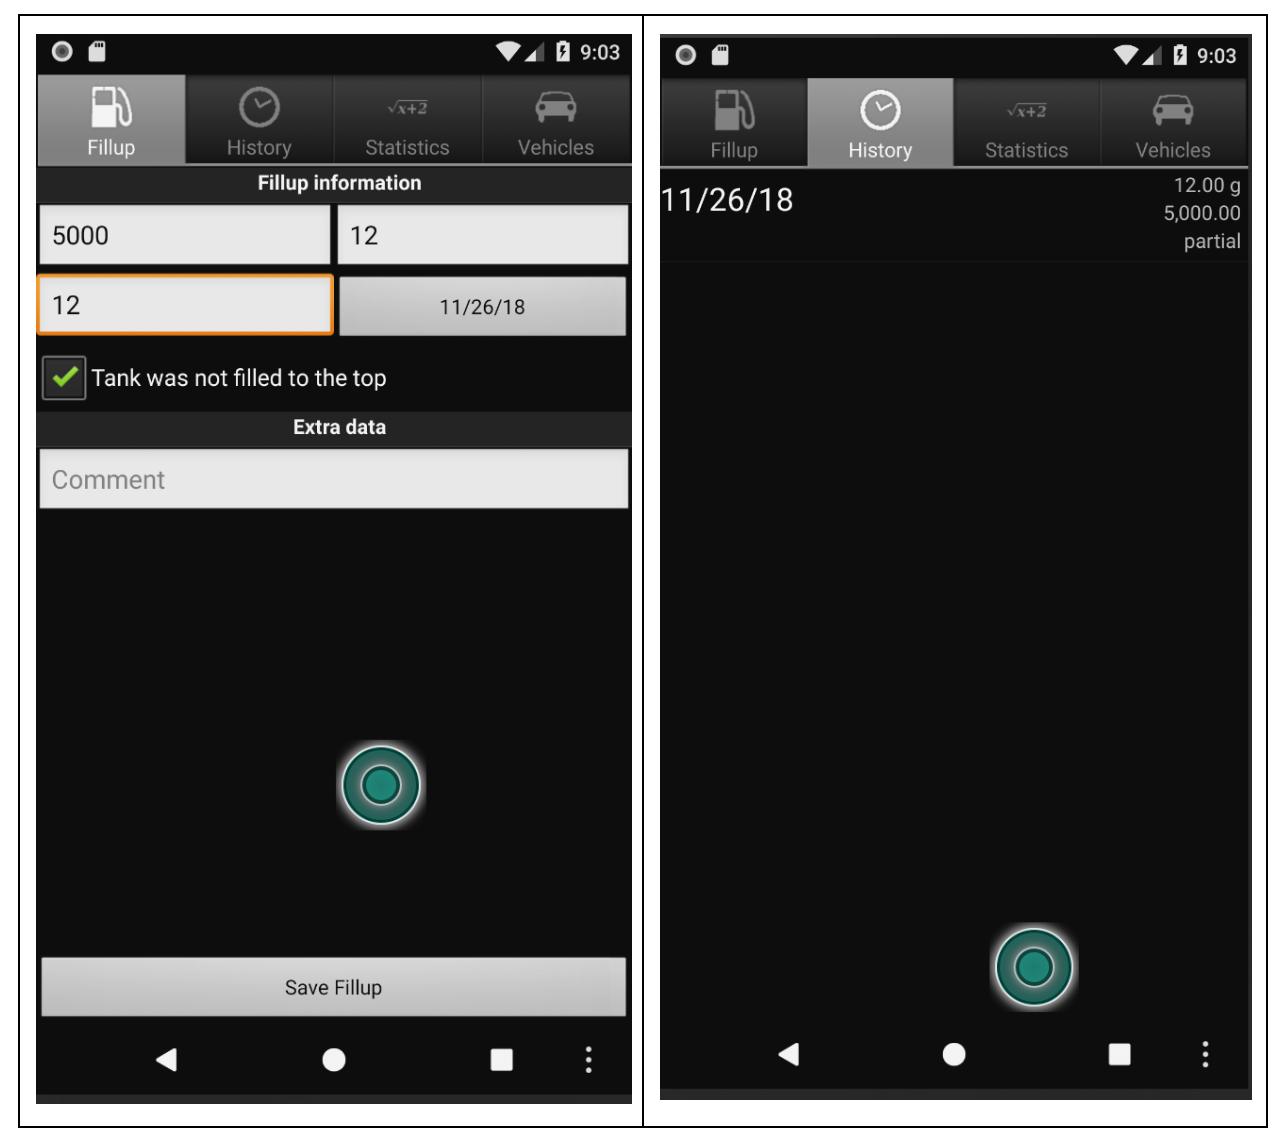 9:03
Fillup History √x+2 Statistics Vehicles
Fillup information
5000 12
12 11/26/18
Tank was not filled to the top
Extra data
Comment
Save Fillup
9:03
Fillup History √x+2 Statistics Vehicles
11/26/18 12.00 g
5,000.00
partial